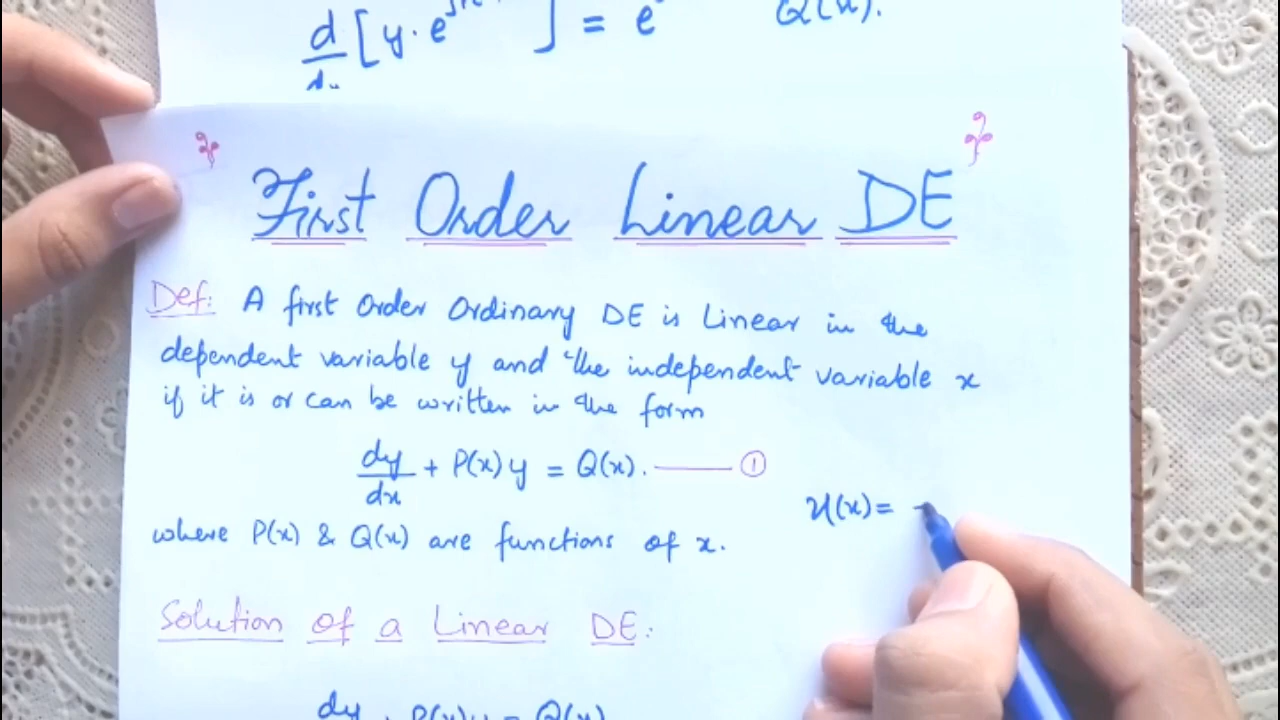 d/dx [y. e ] = e Q(x).
First Order Linear DE
Def: A first Order Ordinary DE is Linear in the
dependent variable y and the independent variable x
if it is or can be written in the form
dy/dx + P(x) y = Q(x). ——— ①
μ(x) =
where P(x) & Q(x) are functions of x.
Solution of a Linear DE:
dy + P(x)y = Q(x)